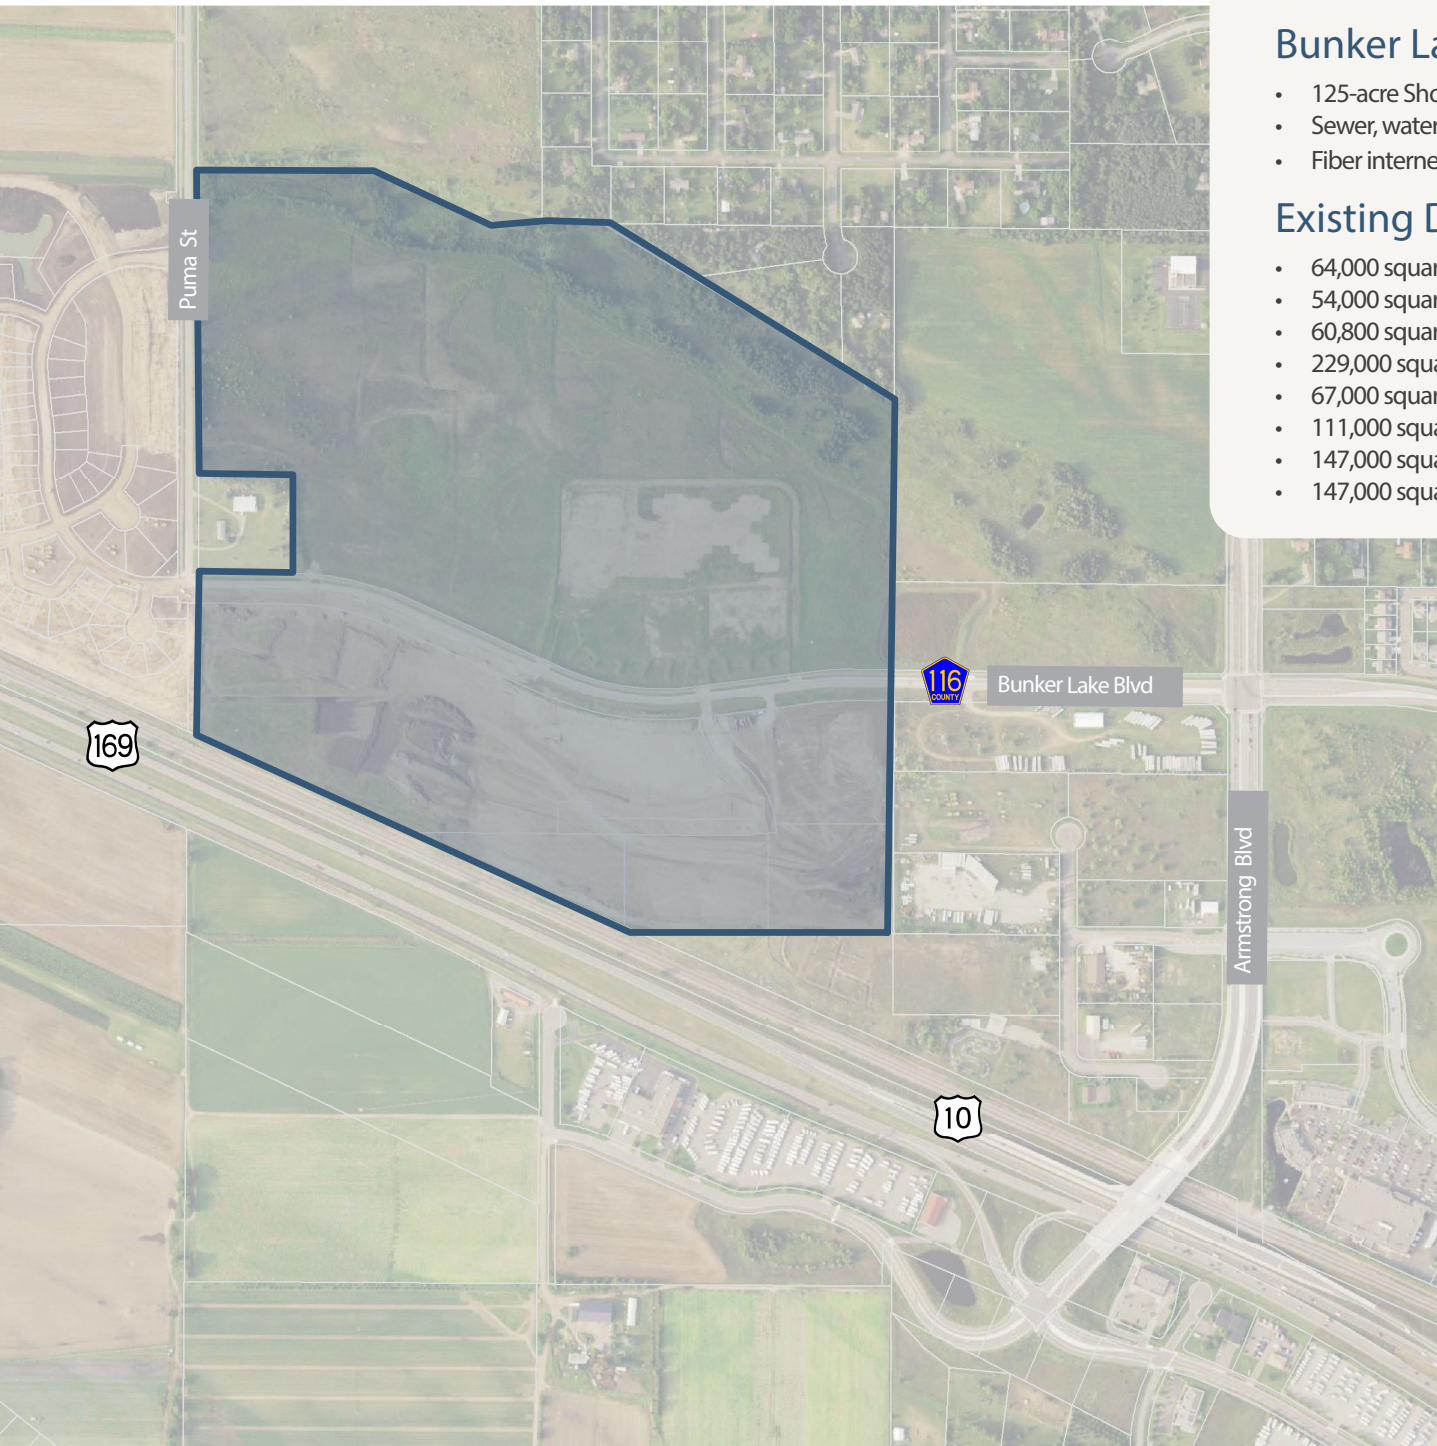 Bunker La
• 125-acre Sho
• Sewer, water
• Fiber interne
Existing D
• 64,000 squar
• 54,000 squar
• 60,800 squar
• 229,000 squa
• 67,000 squar
• 111,000 squa
• 147,000 squa
• 147,000 squa
Puma St
116
COUNTY
Bunker Lake Blvd
169
Armstrong Blvd
10